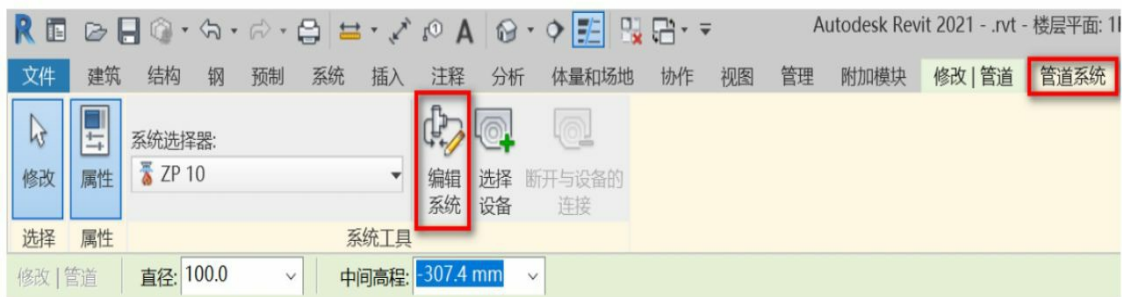 Autodesk Revit 2021 - .rvt - 楼层平面: 1
文件 建筑 结构 钢 预制 系统 插入 注释 分析 体量和场地 协作 视图 管理 附加模块 修改 | 管道 管道系统
系统选择器:
ZP 10
修改 属性 编辑 选择 断开与设备的
系统 设备 连接
选择 属性 系统工具
修改 | 管道 直径: 100.0 中间高程: -307.4 mm